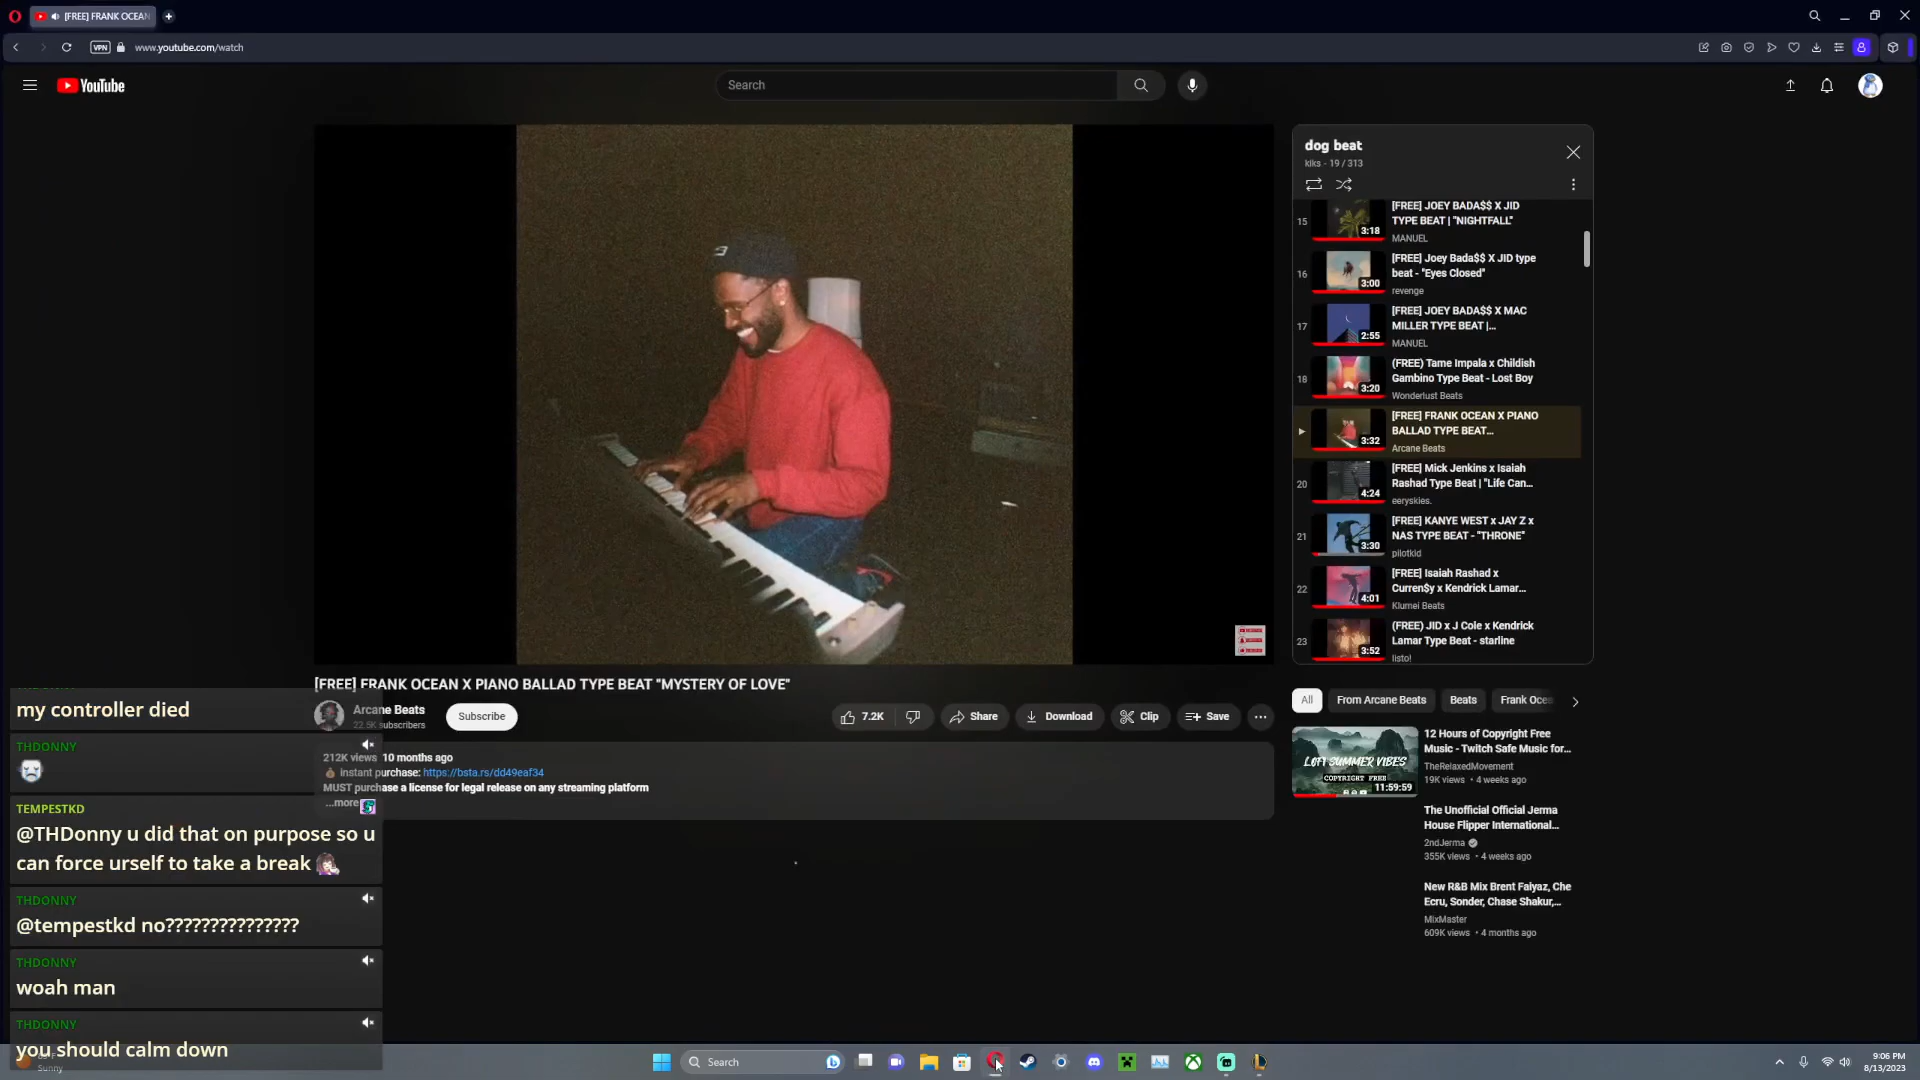 [FREE] FRANK OCEAN
VPN
www.youtube.com/watch
YouTube
Search
dog beat
kiks - 19 / 313
15
[FREE] JOEY BADA$$ X JID
TYPE BEAT | "NIGHTFALL"
3:18
MANUEL
16
[FREE] Joey Bada$$ X JID type
beat - "Eyes Closed"
3:00
revenge
17
[FREE] JOEY BADA$$ X MAC
MILLER TYPE BEAT |...
2:55
MANUEL
18
(FREE) Tame Impala x Childish
Gambino Type Beat - Lost Boy
3:20
Wonderlust Beats
[FREE] FRANK OCEAN X PIANO
BALLAD TYPE BEAT...
3:32
Arcane Beats
20
[FREE] Mick Jenkins x Isaiah
Rashad Type Beat | "Life Can...
4:24
eeryskies.
21
[FREE] KANYE WEST x JAY Z x
NAS TYPE BEAT - "THRONE"
3:30
pilotkid
22
[FREE] Isaiah Rashad x
Curren$y x Kendrick Lamar...
4:01
Klumei Beats
23
(FREE) JID x J Cole x Kendrick
Lamar Type Beat - starline
3:52
listo!
[FREE] FRANK OCEAN X PIANO BALLAD TYPE BEAT "MYSTERY OF LOVE"
Arcane Beats
22.5K subscribers
Subscribe
7.2K
Share
Download
Clip
Save
212K views 10 months ago
instant purchase: https://bsta.rs/dd49eaf34
MUST purchase a license for legal release on any streaming platform
...more
All
From Arcane Beats
Beats
Frank Ocean
LOFI SUMMER VIBES
COPYRIGHT FREE
11:59:59
12 Hours of Copyright Free
Music - Twitch Safe Music for...
TheRelaxedMovement
19K views • 4 weeks ago
The Unofficial Official Jerma
House Flipper International...
2ndJerma
355K views • 4 weeks ago
New R&B Mix Brent Faiyaz, Che
Ecru, Sonder, Chase Shakur,...
MixMaster
609K views • 4 months ago
my controller died
THDONNY
TEMPESTKD
@THDonny u did that on purpose so u
can force urself to take a break
THDONNY
@tempestkd no???????????????
THDONNY
woah man
THDONNY
you should calm down
Sunny
Search
9:06 PM
8/13/2023